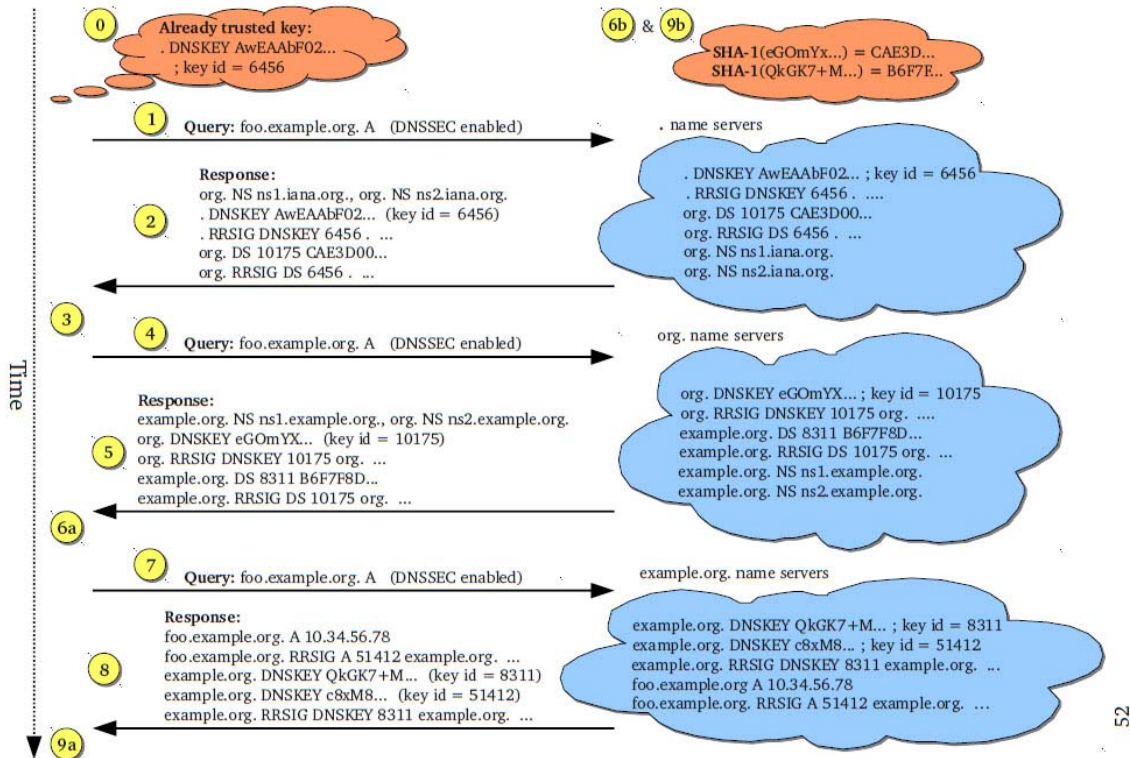 0
Already trusted key:
. DNSKEY AwEAAbF02...
; key id = 6456
6b & 9b
SHA-1(eGOmYx...) = CAE3D...
SHA-1(QkGK7+M...) = B6F7F...
1
Query: foo.example.org. A (DNSSEC enabled)
. name servers
2
Response:
org. NS ns1.iana.org., org. NS ns2.iana.org.
. DNSKEY AwEAAbF02... (key id = 6456)
. RRSIG DNSKEY 6456 . ...
org. DS 10175 CAE3D00...
org. RRSIG DS 6456 . ...
. DNSKEY AwEAAbF02... ; key id = 6456
. RRSIG DNSKEY 6456 . ....
org. DS 10175 CAE3D00...
org. RRSIG DS 6456 . ...
org. NS ns1.iana.org.
org. NS ns2.iana.org.
3
4
Query: foo.example.org. A (DNSSEC enabled)
org. name servers
Time
5
Response:
example.org. NS ns1.example.org., org. NS ns2.example.org.
org. DNSKEY eGOmYX... (key id = 10175)
org. RRSIG DNSKEY 10175 org. ...
example.org. DS 8311 B6F7F8D...
example.org. RRSIG DS 10175 org. ...
org. DNSKEY eGOmYX... ; key id = 10175
org. RRSIG DNSKEY 10175 org. ....
example.org. DS 8311 B6F7F8D...
example.org. RRSIG DS 10175 org. ...
example.org. NS ns1.example.org.
example.org. NS ns2.example.org.
6a
7
Query: foo.example.org. A (DNSSEC enabled)
example.org. name servers
8
Response:
foo.example.org. A 10.34.56.78
foo.example.org. RRSIG A 51412 example.org. ...
example.org. DNSKEY QkGK7+M... (key id = 8311)
example.org. DNSKEY c8xM8... (key id = 51412)
example.org. RRSIG DNSKEY 8311 example.org. ...
example.org. DNSKEY QkGK7+M... ; key id = 8311
example.org. DNSKEY c8xM8... ; key id = 51412
example.org. RRSIG DNSKEY 8311 example.org. ...
foo.example.org A 10.34.56.78
foo.example.org. RRSIG A 51412 example.org. ...
9a
52